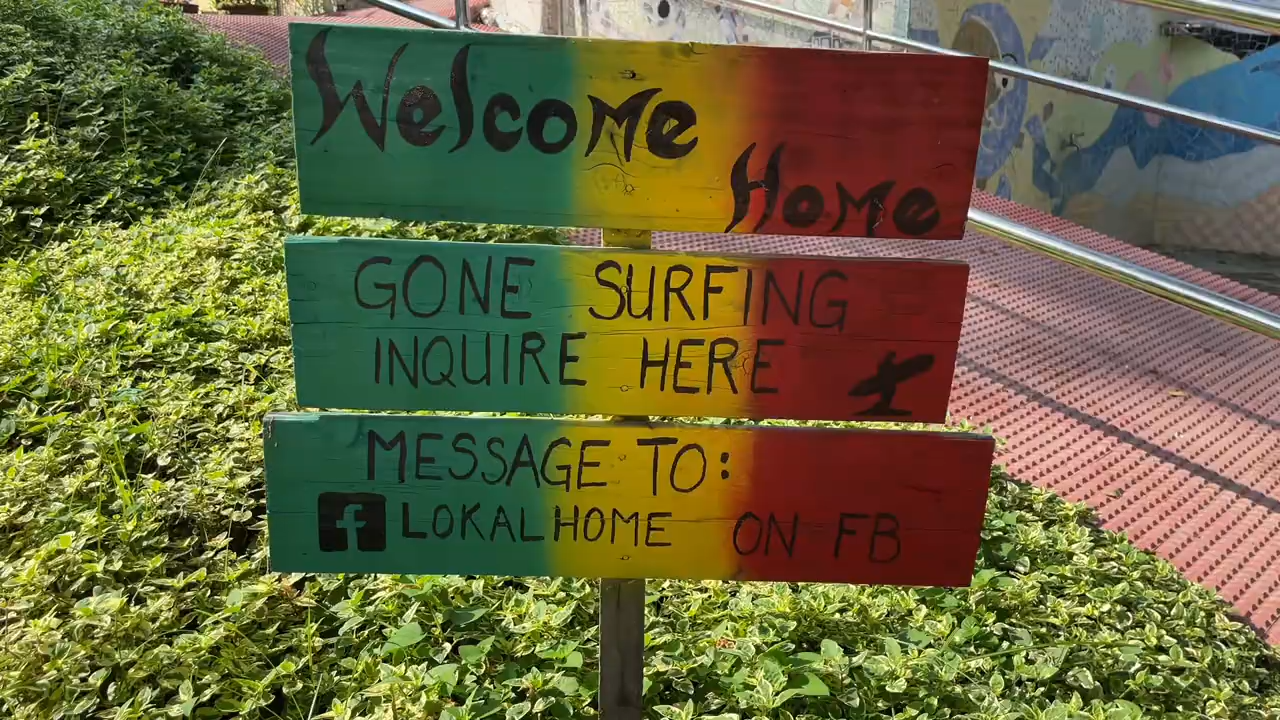 Welcome
Home
GONE SURFING
INQUIRE HERE
MESSAGE TO:
f LOKALHOME ON FB